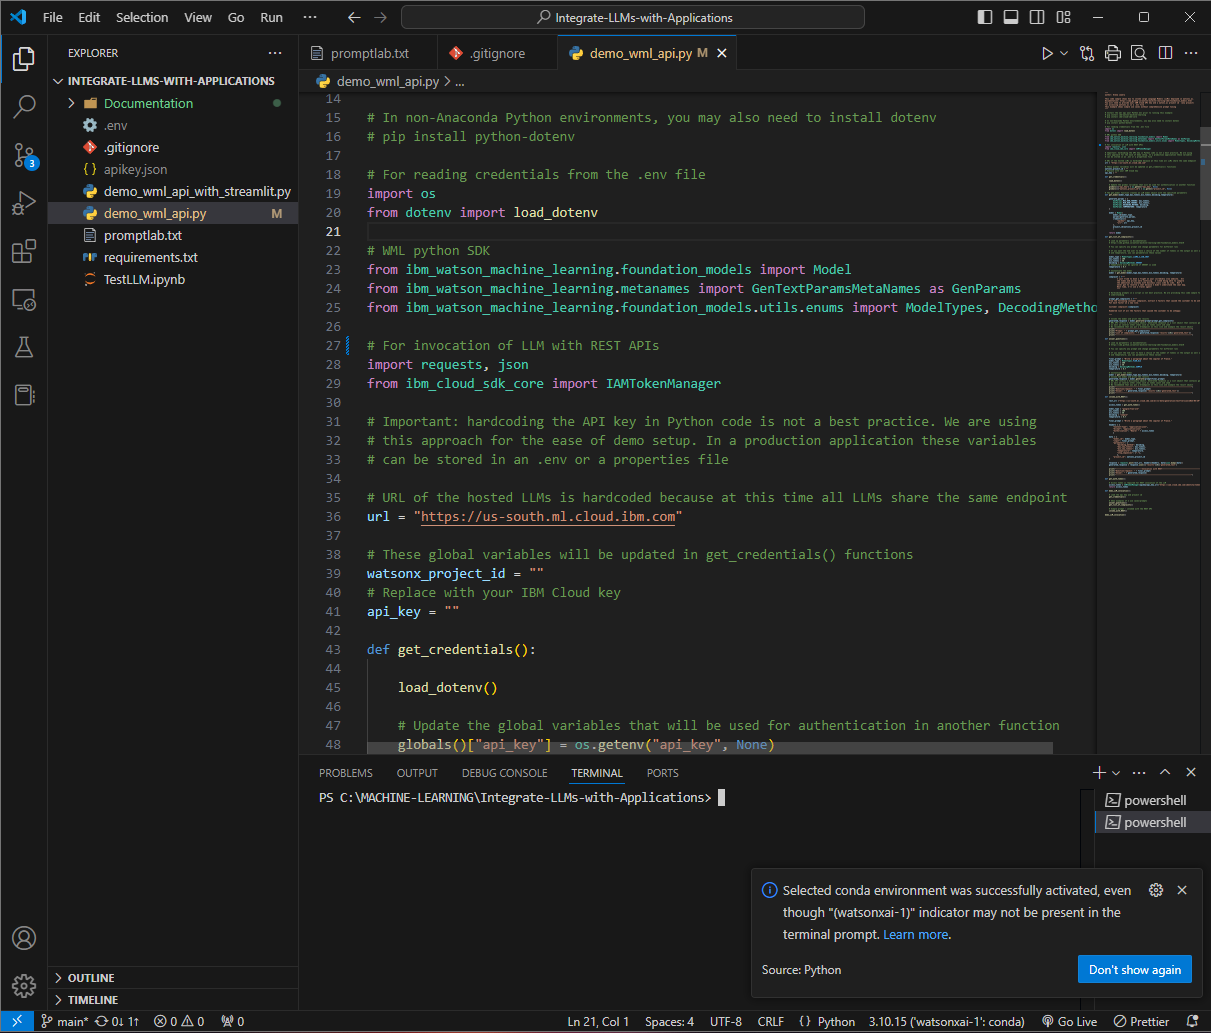 File Edit Selection View Go Run ··· Integrate-LLMs-with-Applications
EXPLORER
INTEGRATE-LLMS-WITH-APPLICATIONS
Documentation
.env
.gitignore
{ } apikey.json
demo_wml_api_with_streamlit.py
demo_wml_api.py M
promptlab.txt
requirements.txt
TestLLM.ipynb
OUTLINE
TIMELINE
3
promptlab.txt .gitignore demo_wml_api.py M
demo_wml_api.py > ...
14
15 # In non-Anaconda Python environments, you may also need to install dotenv
16 # pip install python-dotenv
17
18 # For reading credentials from the .env file
19 import os
20 from dotenv import load_dotenv
21
22 # WML python SDK
23 from ibm_watson_machine_learning.foundation_models import Model
24 from ibm_watson_machine_learning.metanames import GenTextParamsMetaNames as GenParams
25 from ibm_watson_machine_learning.foundation_models.utils.enums import ModelTypes, DecodingMetho
26
27 # For invocation of LLM with REST APIs
28 import requests, json
29 from ibm_cloud_sdk_core import IAMTokenManager
30
31 # Important: hardcoding the API key in Python code is not a best practice. We are using
32 # this approach for the ease of demo setup. In a production application these variables
33 # can be stored in an .env or a properties file
34
35 # URL of the hosted LLMs is hardcoded because at this time all LLMs share the same endpoint
36 url = "https://us-south.ml.cloud.ibm.com"
37
38 # These global variables will be updated in get_credentials() functions
39 watsonx_project_id = ""
40 # Replace with your IBM Cloud key
41 api_key = ""
42
43 def get_credentials():
44
45 load_dotenv()
46
47 # Update the global variables that will be used for authentication in another function
48 globals()["api_key"] = os.getenv("api_key", None)
PROBLEMS OUTPUT DEBUG CONSOLE TERMINAL PORTS
PS C:\MACHINE-LEARNING\Integrate-LLMs-with-Applications>
powershell
powershell
Selected conda environment was successfully activated, even
though "(watsonxai-1)" indicator may not be present in the
terminal prompt. Learn more.
Source: Python
Don't show again
main* 0↓ 1↑ 0 0 0 Ln 21, Col 1 Spaces: 4 UTF-8 CRLF { } Python 3.10.15 ('watsonxai-1': conda) Go Live Prettier